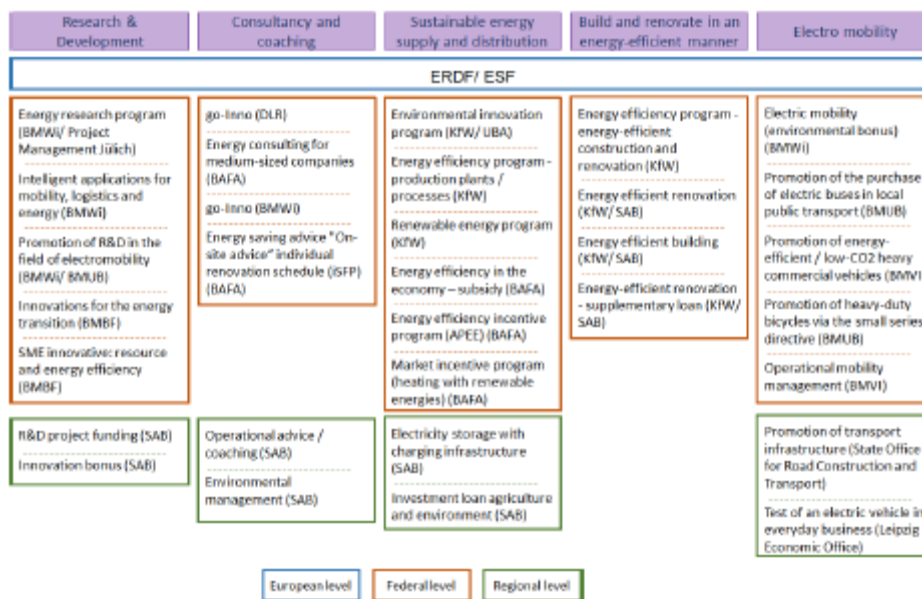 Research &
Development
Consultancy and
coaching
Sustainable energy
supply and distribution
Build and renovate in an
energy-efficient manner
Electro mobility
ERDF/ ESF
Energy research program
(BMWi/ Project
Management Jülich)
Intelligent applications for
mobility, logistics and
energy (BMWi)
Promotion of R&D in the
field of electromobility
(BMWi/ BMUB)
Innovations for the energy
transition (BMBF)
SME innovative: resource
and energy efficiency
(BMBF)
go-Inno (DLR)
Energy consulting for
medium-sized companies
(BAFA)
go-Inno (BMWi)
Energy saving advice "On-
site advice" individual
renovation schedule (iSFP)
(BAFA)
Environmental innovation
program (KfW/ UBA)
Energy efficiency program -
production plants /
processes (KfW)
Renewable energy program
(KfW)
Energy efficiency in the
economy – subsidy (BAFA)
Energy efficiency incentive
program (APEE) (BAFA)
Market incentive program
(heating with renewable
energies) (BAFA)
Energy efficiency program -
energy-efficient
construction and
renovation (KfW)
Energy efficient renovation
(KfW/ SAB)
Energy efficient building
(KfW/ SAB)
Energy-efficient renovation
- supplementary loan (KfW/
SAB)
Electric mobility
(environmental bonus)
(BMWi)
Promotion of the purchase
of electric buses in local
public transport (BMUB)
Promotion of energy-
efficient / low-CO2 heavy
commercial vehicles (BMVI
Promotion of heavy-duty
bicycles via the small series
directive (BMUB)
Operational mobility
management (BMVI)
R&D project funding (SAB)
Innovation bonus (SAB)
Operational advice /
coaching (SAB)
Environmental
management (SAB)
Electricity storage with
charging infrastructure
(SAB)
Investment loan agriculture
and environment (SAB)
Promotion of transport
infrastructure (State Office
for Road Construction and
Transport)
Test of an electric vehicle in
everyday business (Leipzig
Economic Office)
European level
Federal level
Regional level